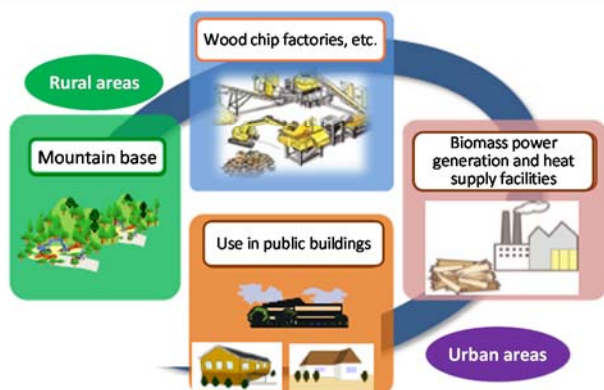 Wood chip factories, etc.
Rural areas
Mountain base
Biomass power
generation and heat
supply facilities
Use in public buildings
Urban areas